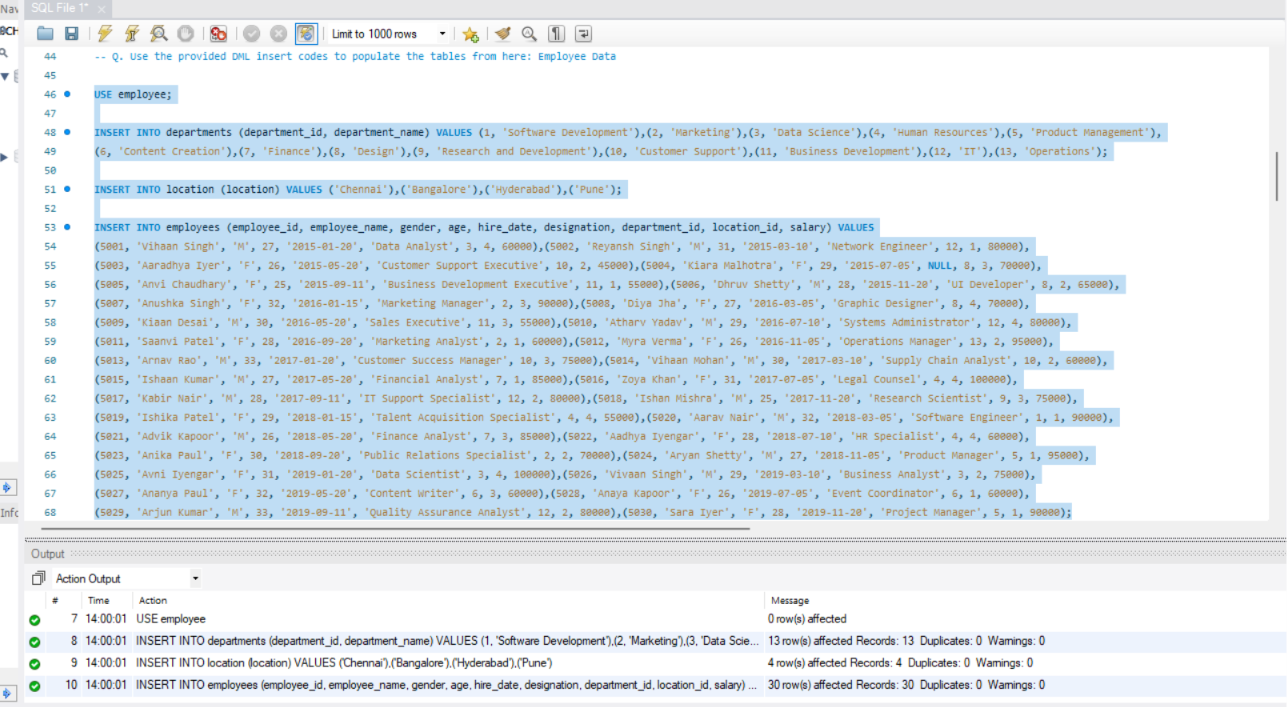 Nav
SQL File 1*
SCH
Limit to 1000 rows
44 -- Q. Use the provided DML insert codes to populate the tables from here: Employee Data
45
46 USE employee;
47
48 INSERT INTO departments (department_id, department_name) VALUES (1, 'Software Development'),(2, 'Marketing'),(3, 'Data Science'),(4, 'Human Resources'),(5, 'Product Management'),
49 (6, 'Content Creation'),(7, 'Finance'),(8, 'Design'),(9, 'Research and Development'),(10, 'Customer Support'),(11, 'Business Development'),(12, 'IT'),(13, 'Operations');
50
51 INSERT INTO location (location) VALUES ('Chennai'),('Bangalore'),('Hyderabad'),('Pune');
52
53 INSERT INTO employees (employee_id, employee_name, gender, age, hire_date, designation, department_id, location_id, salary) VALUES
54 (5001, 'Vihaan Singh', 'M', 27, '2015-01-20', 'Data Analyst', 3, 4, 60000),(5002, 'Reyansh Singh', 'M', 31, '2015-03-10', 'Network Engineer', 12, 1, 80000),
55 (5003, 'Aaradhya Iyer', 'F', 26, '2015-05-20', 'Customer Support Executive', 10, 2, 45000),(5004, 'Kiara Malhotra', 'F', 29, '2015-07-05', NULL, 8, 3, 70000),
56 (5005, 'Anvi Chaudhary', 'F', 25, '2015-09-11', 'Business Development Executive', 11, 1, 55000),(5006, 'Dhruv Shetty', 'M', 28, '2015-11-20', 'UI Developer', 8, 2, 65000),
57 (5007, 'Anushka Singh', 'F', 32, '2016-01-15', 'Marketing Manager', 2, 3, 90000),(5008, 'Diya Jha', 'F', 27, '2016-03-05', 'Graphic Designer', 8, 4, 70000),
58 (5009, 'Kiaan Desai', 'M', 30, '2016-05-20', 'Sales Executive', 11, 3, 55000),(5010, 'Atharv Yadav', 'M', 29, '2016-07-10', 'Systems Administrator', 12, 4, 80000),
59 (5011, 'Saanvi Patel', 'F', 28, '2016-09-20', 'Marketing Analyst', 2, 1, 60000),(5012, 'Myra Verma', 'F', 26, '2016-11-05', 'Operations Manager', 13, 2, 95000),
60 (5013, 'Arnav Rao', 'M', 33, '2017-01-20', 'Customer Success Manager', 10, 3, 75000),(5014, 'Vihaan Mohan', 'M', 30, '2017-03-10', 'Supply Chain Analyst', 10, 2, 60000),
61 (5015, 'Ishaan Kumar', 'M', 27, '2017-05-20', 'Financial Analyst', 7, 1, 85000),(5016, 'Zoya Khan', 'F', 31, '2017-07-05', 'Legal Counsel', 4, 4, 100000),
62 (5017, 'Kabir Nair', 'M', 28, '2017-09-11', 'IT Support Specialist', 12, 2, 80000),(5018, 'Ishan Mishra', 'M', 25, '2017-11-20', 'Research Scientist', 9, 3, 75000),
63 (5019, 'Ishika Patel', 'F', 29, '2018-01-15', 'Talent Acquisition Specialist', 4, 4, 55000),(5020, 'Aarav Nair', 'M', 32, '2018-03-05', 'Software Engineer', 1, 1, 90000),
64 (5021, 'Advik Kapoor', 'M', 26, '2018-05-20', 'Finance Analyst', 7, 3, 85000),(5022, 'Aadhya Iyengar', 'F', 28, '2018-07-10', 'HR Specialist', 4, 4, 60000),
65 (5023, 'Anika Paul', 'F', 30, '2018-09-20', 'Public Relations Specialist', 2, 2, 70000),(5024, 'Aryan Shetty', 'M', 27, '2018-11-05', 'Product Manager', 5, 1, 95000),
66 (5025, 'Avni Iyengar', 'F', 31, '2019-01-20', 'Data Scientist', 3, 4, 100000),(5026, 'Vivaan Singh', 'M', 29, '2019-03-10', 'Business Analyst', 3, 2, 75000),
67 (5027, 'Ananya Paul', 'F', 32, '2019-05-20', 'Content Writer', 6, 3, 60000),(5028, 'Anaya Kapoor', 'F', 26, '2019-07-05', 'Event Coordinator', 6, 1, 60000),
68 (5029, 'Arjun Kumar', 'M', 33, '2019-09-11', 'Quality Assurance Analyst', 12, 2, 80000),(5030, 'Sara Iyer', 'F', 28, '2019-11-20', 'Project Manager', 5, 1, 90000);
Info
Output
Action Output
# Time Action Message
7 14:00:01 USE employee 0 row(s) affected
8 14:00:01 INSERT INTO departments (department_id, department_name) VALUES (1, 'Software Development'),(2, 'Marketing'),(3, 'Data Scie... 13 row(s) affected Records: 13 Duplicates: 0 Warnings: 0
9 14:00:01 INSERT INTO location (location) VALUES ('Chennai'),('Bangalore'),('Hyderabad'),('Pune') 4 row(s) affected Records: 4 Duplicates: 0 Warnings: 0
10 14:00:01 INSERT INTO employees (employee_id, employee_name, gender, age, hire_date, designation, department_id, location_id, salary) ... 30 row(s) affected Records: 30 Duplicates: 0 Warnings: 0